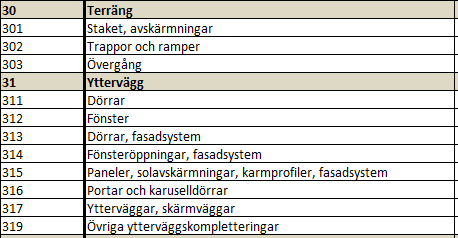 30 Terräng
301 Staket, avskärmningar
302 Trappor och ramper
303 Övergång
31 Yttervägg
311 Dörrar
312 Fönster
313 Dörrar, fasadsystem
314 Fönsteröppningar, fasadsystem
315 Paneler, solavskärmningar, karmprofiler, fasadsystem
316 Portar och karuselldörrar
317 Ytterväggar, skärmväggar
319 Övriga ytterväggskompletteringar